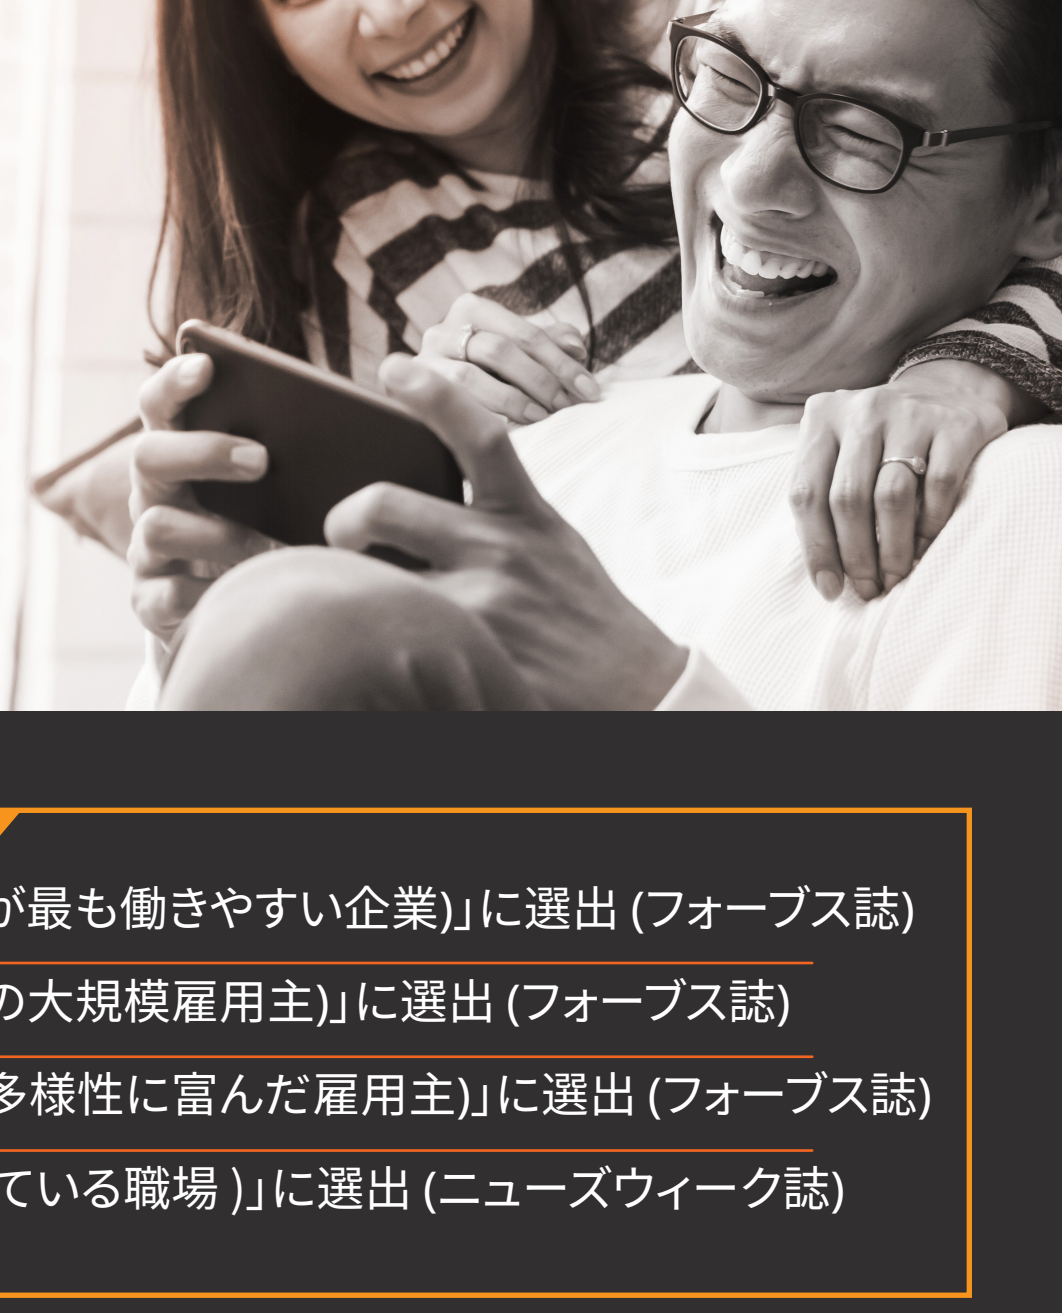 が最も働きやすい企業)」に選出 (フォーブス誌)
の大規模雇用主)」に選出 (フォーブス誌)
多様性に富んだ雇用主)」に選出 (フォーブス誌)
ている職場 )」に選出 (ニューズウィーク誌)